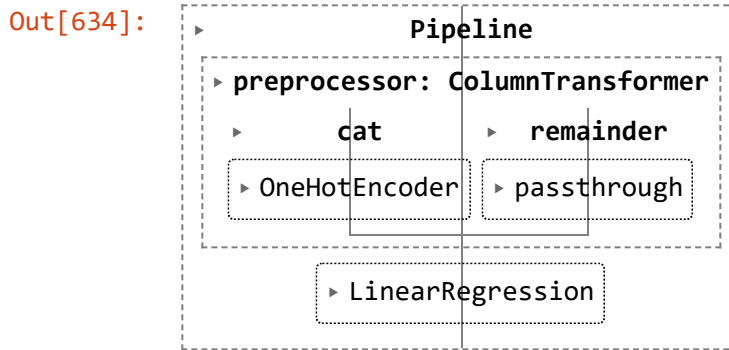 Out[634]: Pipeline
preprocessor: ColumnTransformer
cat remainder
OneHotEncoder passthrough
LinearRegression